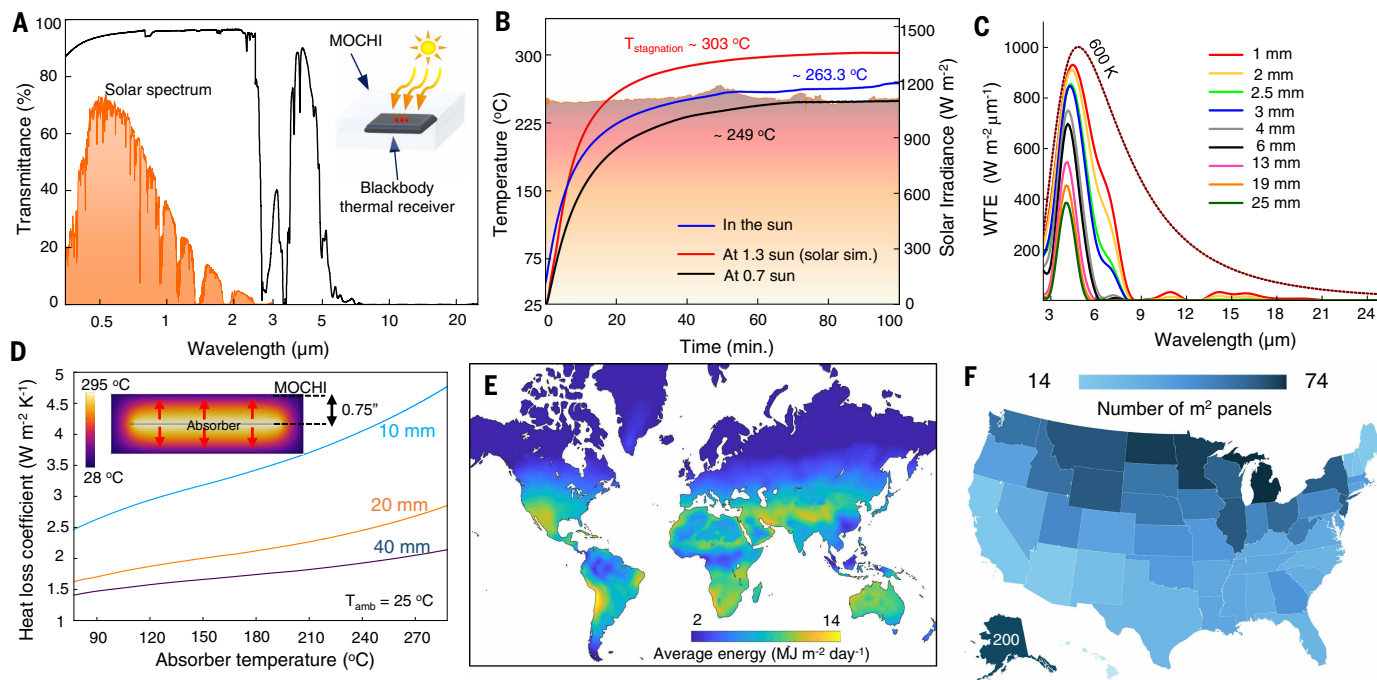 A
100
80
60
40
20
0
Transmittance (%)
MOCHI
Solar spectrum
Blackbody
thermal receiver
0.5
1
2
3
5
10
20
Wavelength (µm)
B
300
225
150
75
25
Temperature (°C)
T_stagnation ~ 303 °C
~ 263.3 °C
~ 249 °C
In the sun
At 1.3 sun (solar sim.)
At 0.7 sun
0
20
40
60
80
100
Time (min.)
1500
1200
900
600
300
0
Solar Irradiance (W m⁻²)
C
1000
800
600
400
200
WTE (W m⁻² µm⁻¹)
600 K
1 mm
2 mm
2.5 mm
3 mm
4 mm
6 mm
13 mm
19 mm
25 mm
3
6
9
12
15
18
21
24
Wavelength (µm)
D
5
4.5
4
3.5
3
2.5
2
1.5
1
Heat loss coefficient (W m⁻² K⁻¹)
295 °C
28 °C
MOCHI
0.75”
Absorber
10 mm
20 mm
40 mm
T_amb = 25 °C
90
120
150
180
210
240
270
Absorber temperature (°C)
E
2
14
Average energy (MJ m⁻² day⁻¹)
F
14
74
Number of m² panels
200